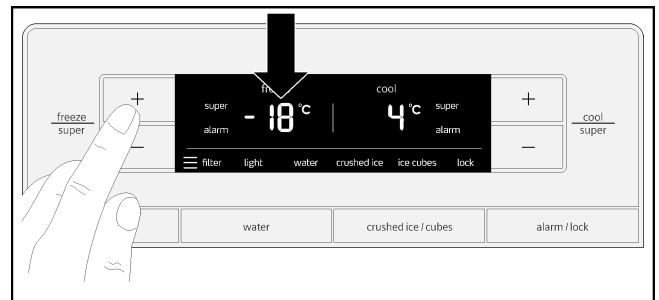 fre
cool
freeze
super
+
−
super
alarm
-18 °C
4 °C
super
alarm
+
−
cool
super
filter
light
water
crushed ice
ice cubes
lock
water
crushed ice / cubes
alarm / lock